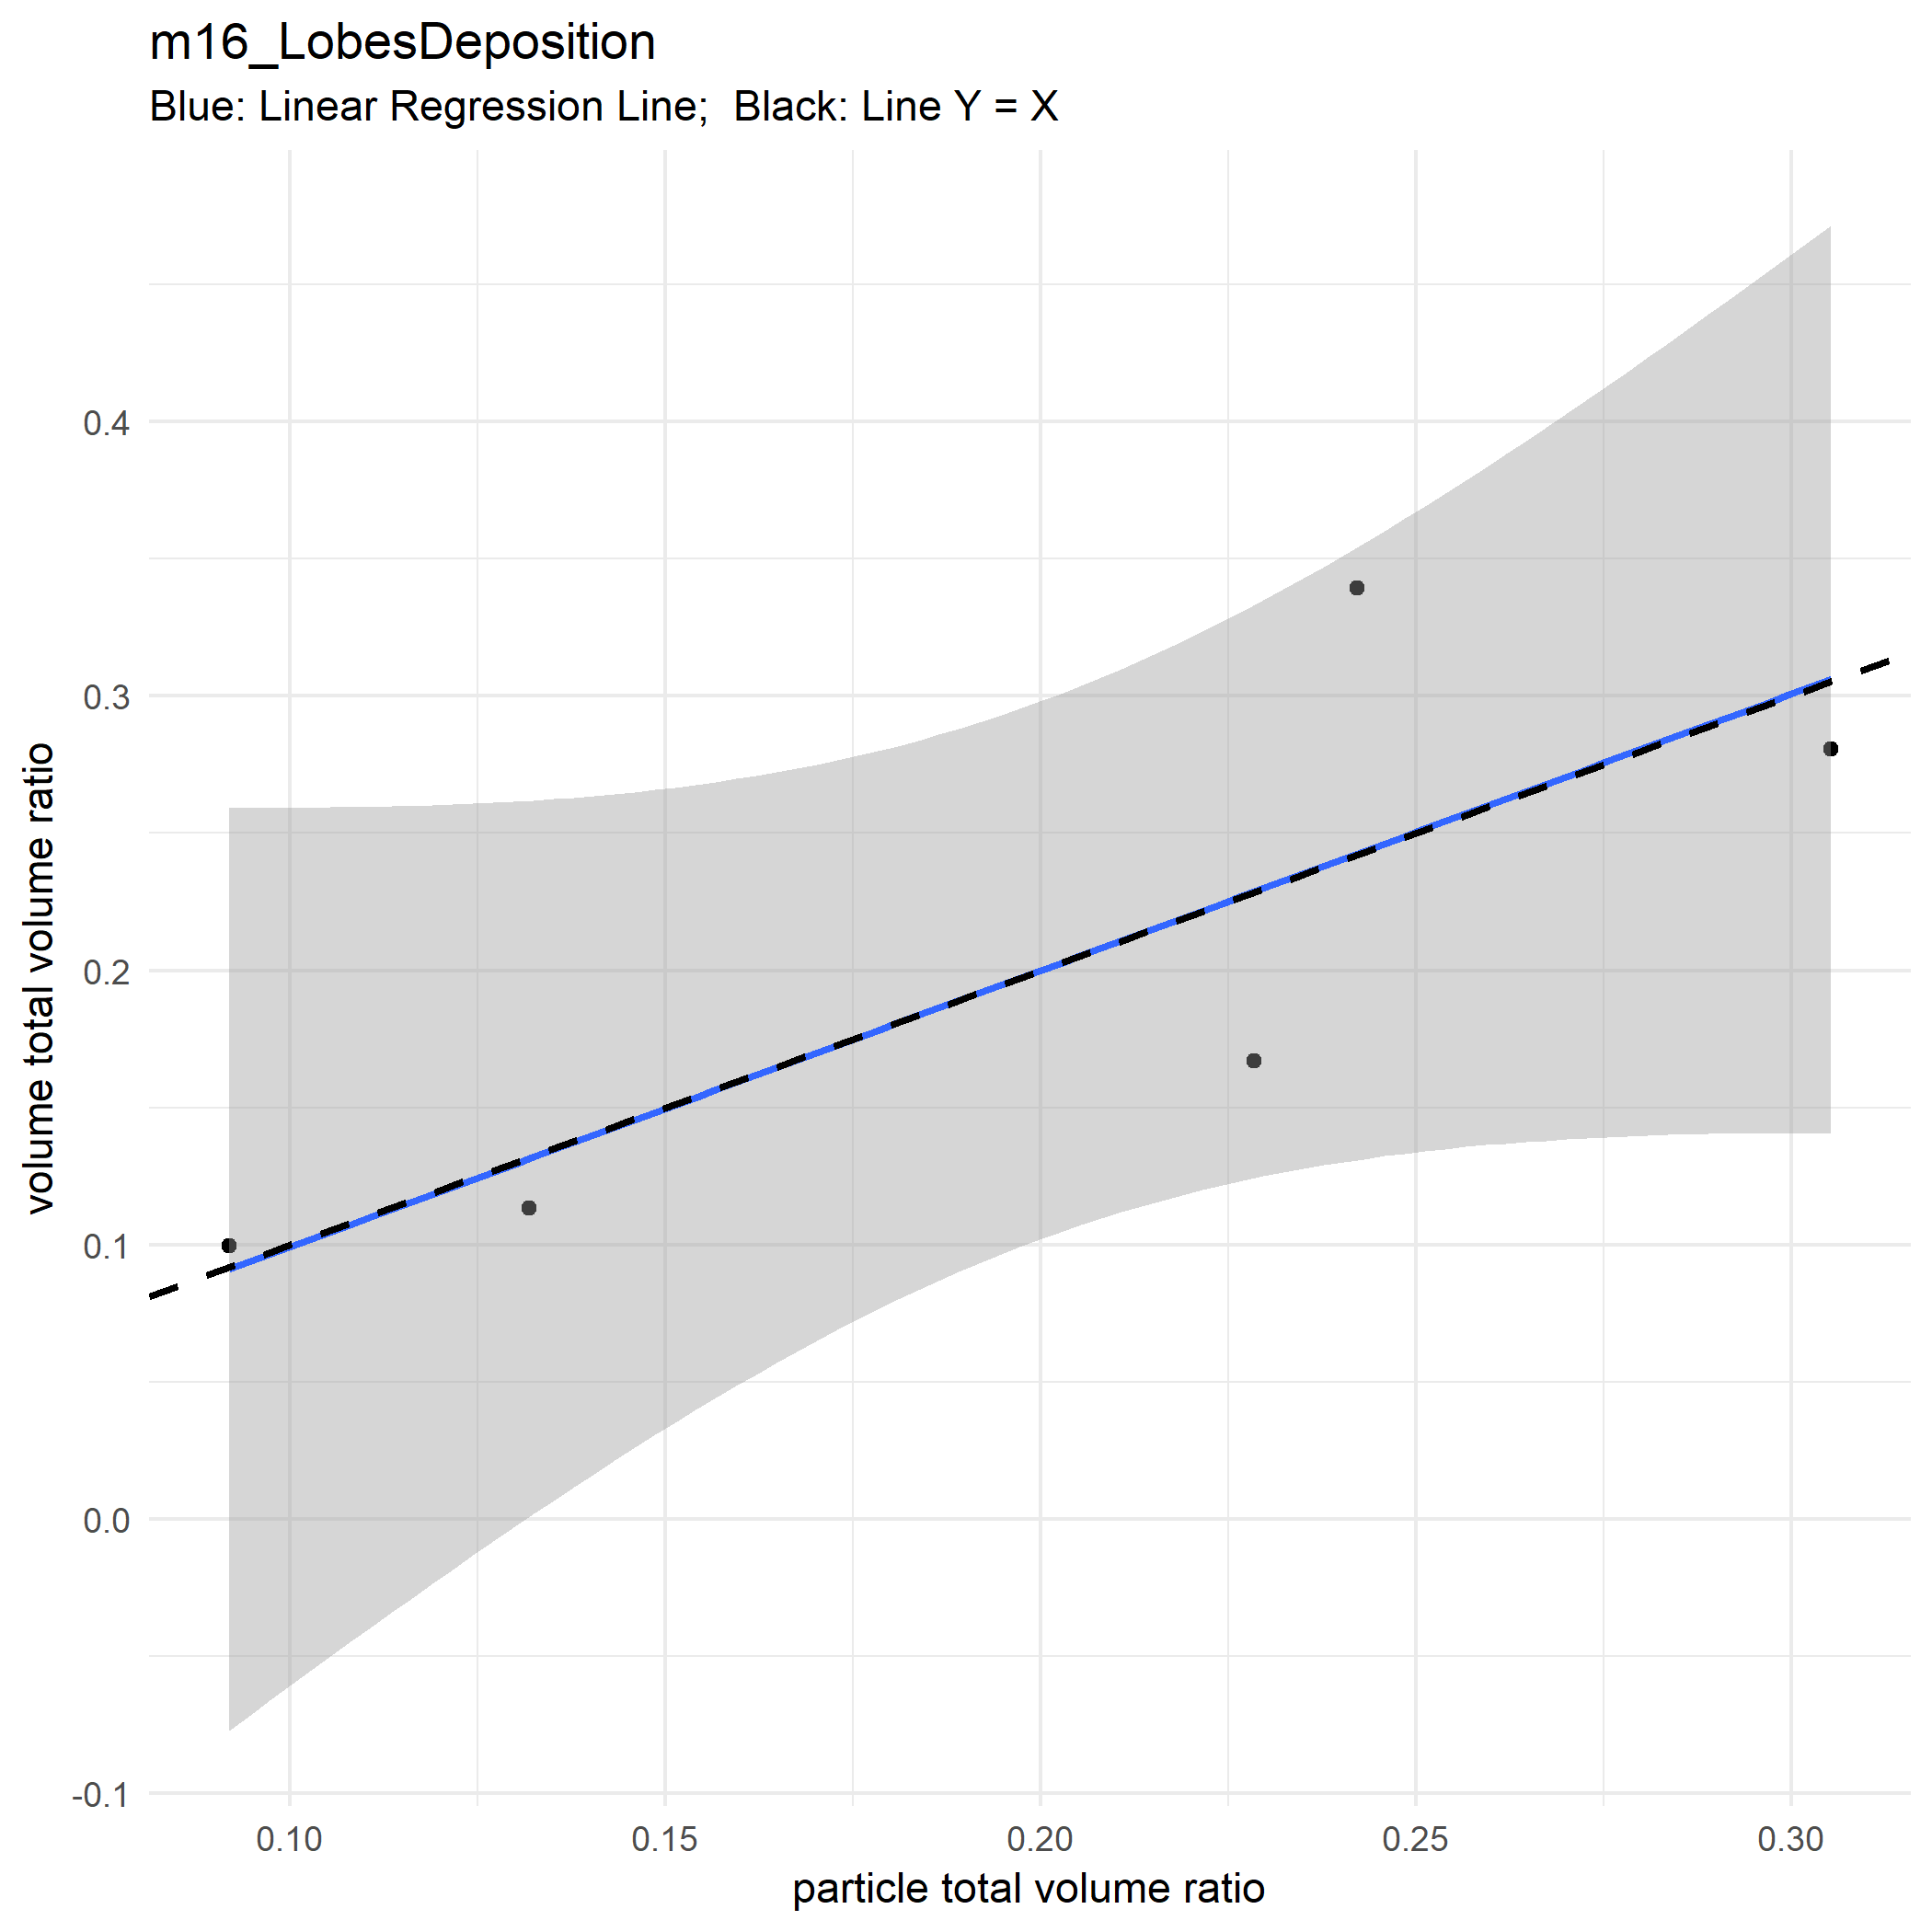 m16_LobesDeposition
Blue: Linear Regression Line;  Black: Line Y = X
volume total volume ratio
0.4
0.3
0.2
0.1
0.0
-0.1
0.10 0.15 0.20 0.25 0.30
particle total volume ratio